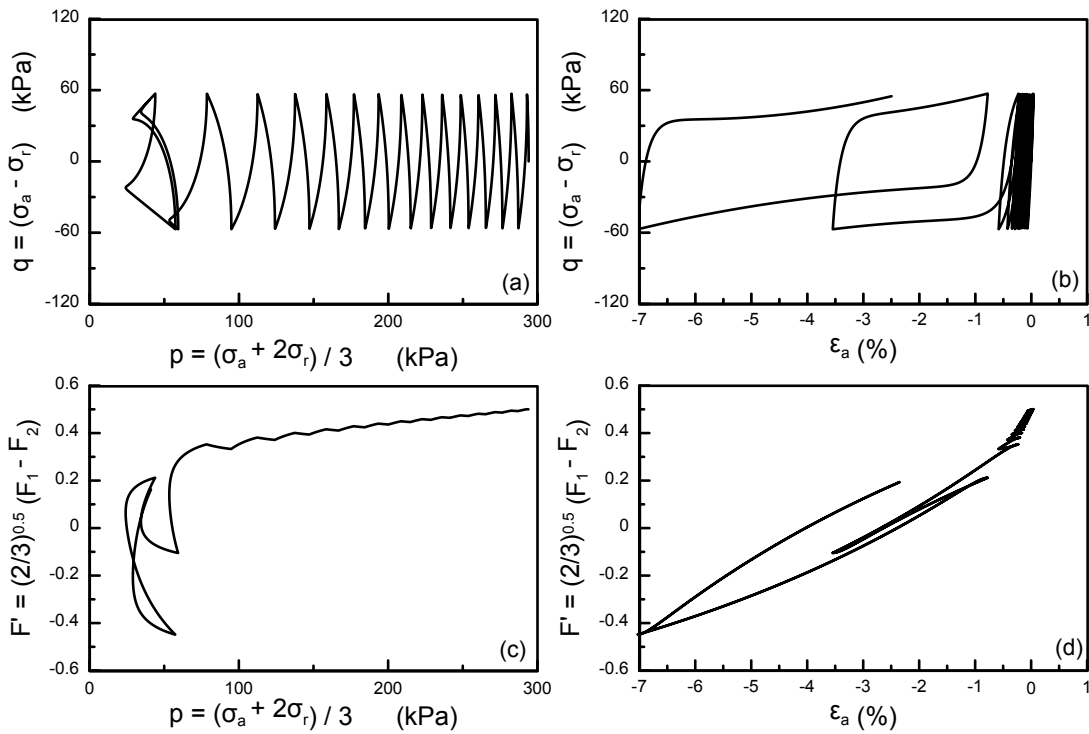 120
60
0
-60
-120
q = (σa - σr) (kPa)
(a)
0 100 200 300
p = (σa + 2σr) / 3 (kPa)
120
60
0
-60
-120
q = (σa - σr) (kPa)
(b)
-7 -6 -5 -4 -3 -2 -1 0 1
εa (%)
0.6
0.4
0.2
0
-0.2
-0.4
-0.6
F' = (2/3)0.5 (F1 - F2)
(c)
0 100 200 300
p = (σa + 2σr) / 3 (kPa)
0.6
0.4
0.2
0
-0.2
-0.4
-0.6
F' = (2/3)0.5 (F1 - F2)
(d)
-7 -6 -5 -4 -3 -2 -1 0 1
εa (%)